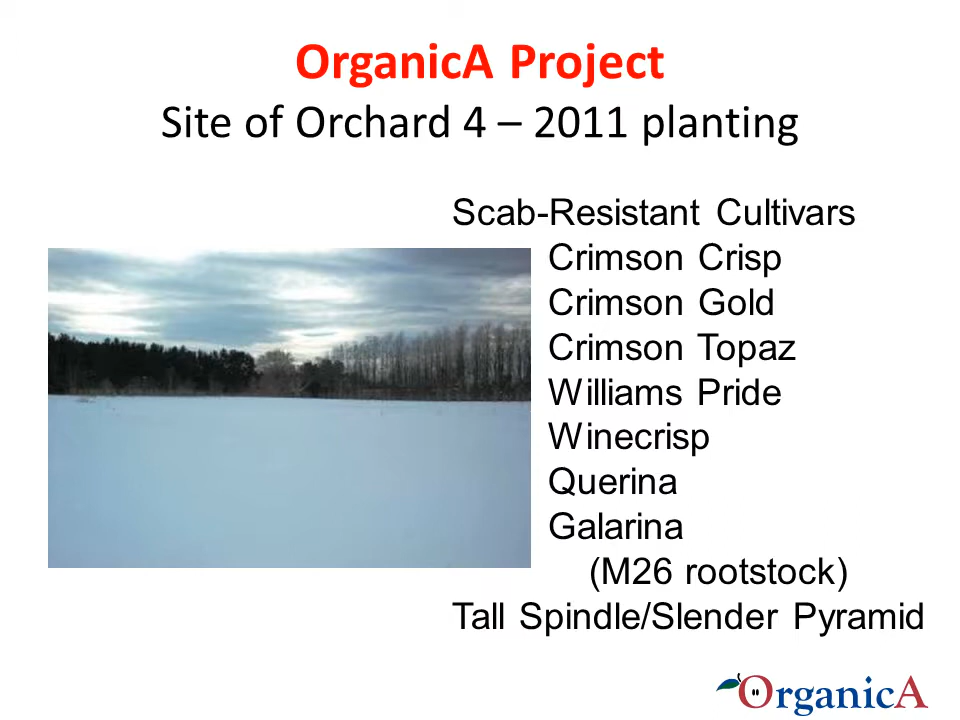 OrganicA Project
Site of Orchard 4 – 2011 planting
Scab-Resistant Cultivars
Crimson Crisp
Crimson Gold
Crimson Topaz
Williams Pride
Winecrisp
Querina
Galarina
(M26 rootstock)
Tall Spindle/Slender Pyramid
OrganicA